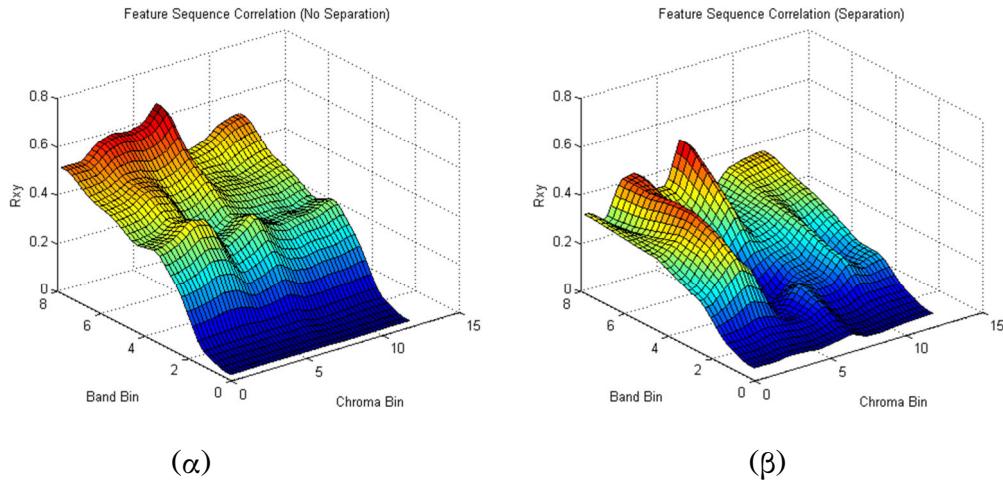 Feature Sequence Correlation (No Separation)
0.8
0.6
0.4
0.2
0
Rxy
8
6
4
2
0
Band Bin
0
5
10
15
Chroma Bin
(α)
Feature Sequence Correlation (Separation)
0.8
0.6
0.4
0.2
0
Rxy
8
6
4
2
0
Band Bin
0
5
10
15
Chroma Bin
(β)